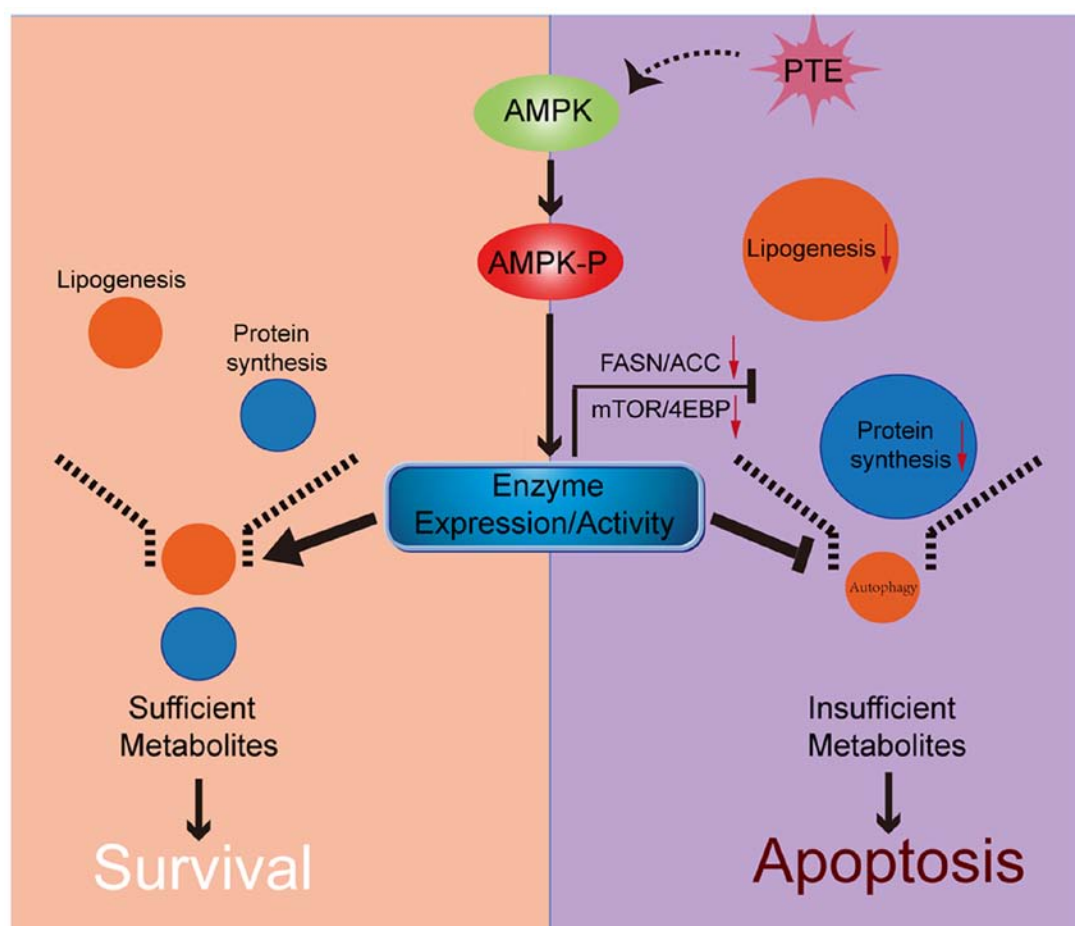 PTE
AMPK
AMPK-P
Lipogenesis
Lipogenesis
Protein
synthesis
FASN/ACC
mTOR/4EBP
Protein
synthesis
Enzyme
Expression/Activity
Autophagy
Sufficient
Metabolites
Insufficient
Metabolites
Survival
Apoptosis